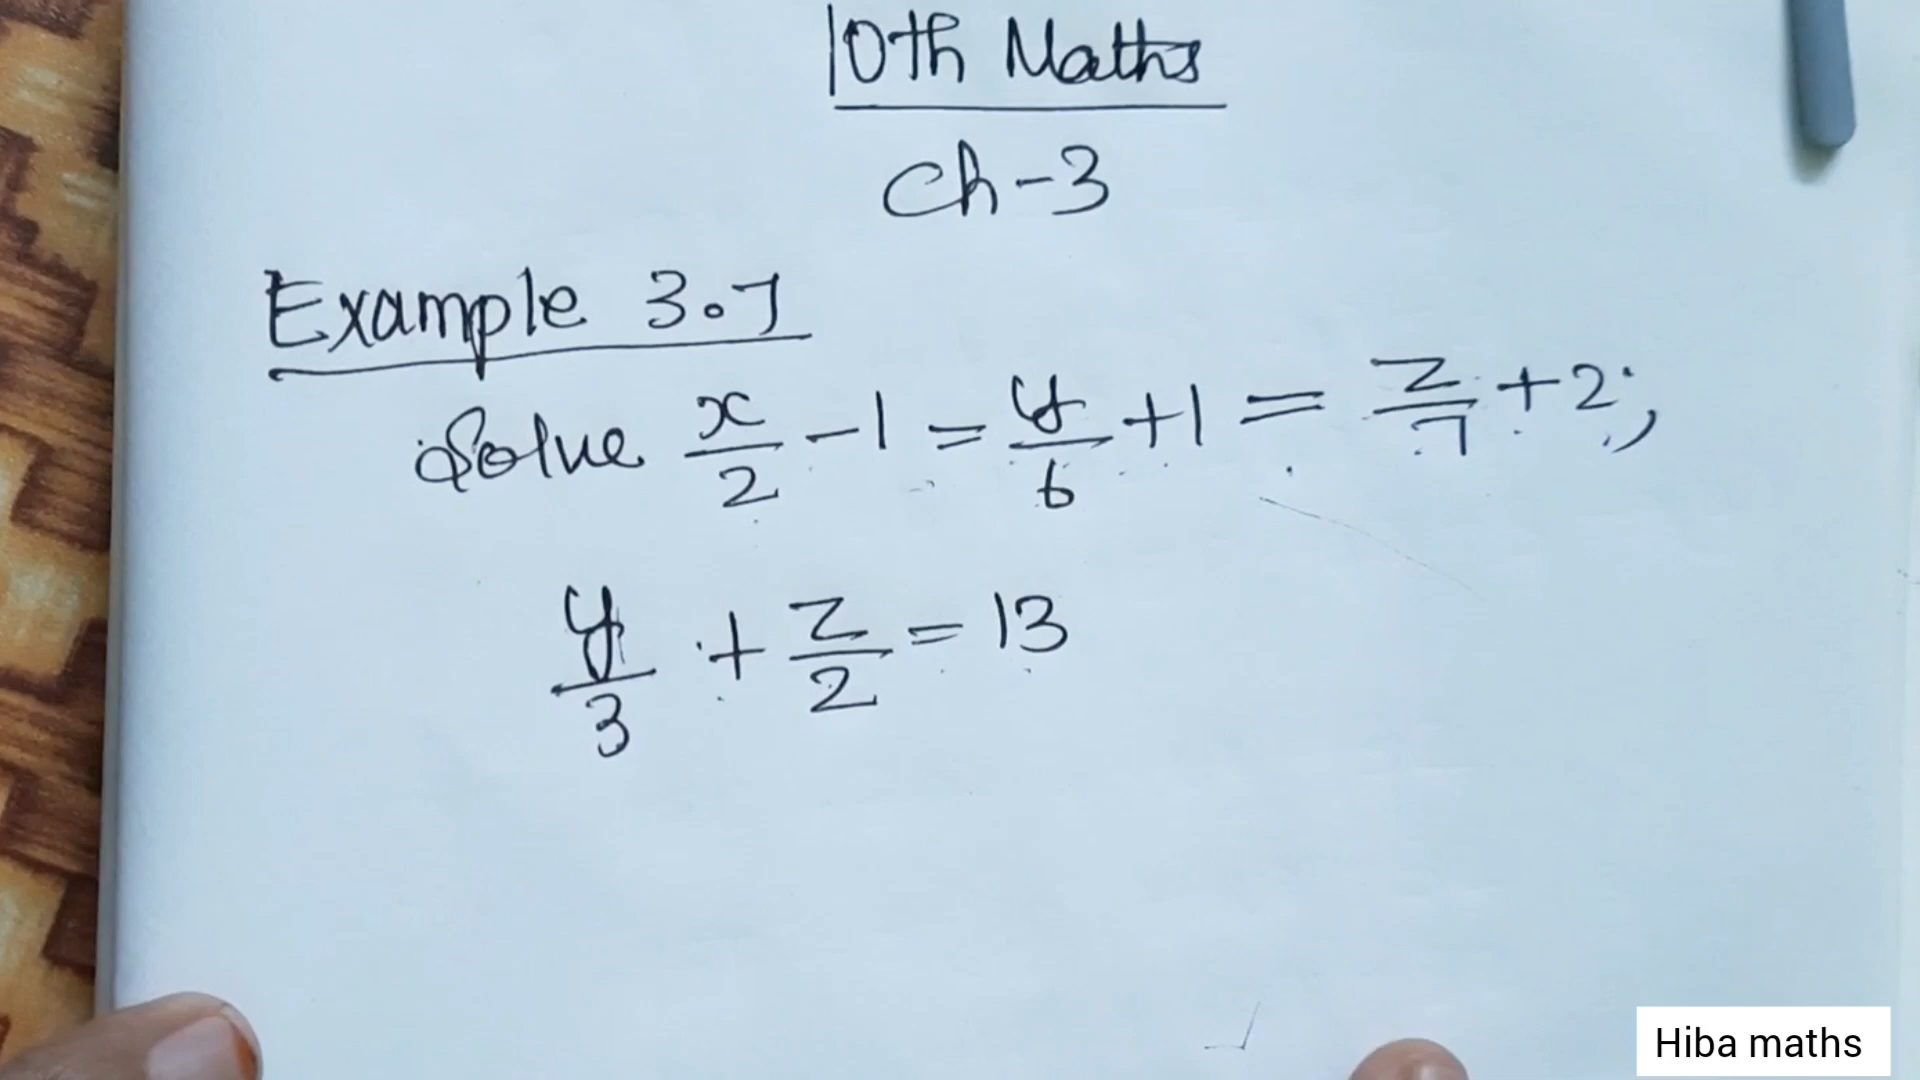 10th Maths
Ch-3
Example 3.7
Solve x/2 -1 = y/6 +1 = z/7 +2;
y/3 + z/2 = 13
Hiba maths